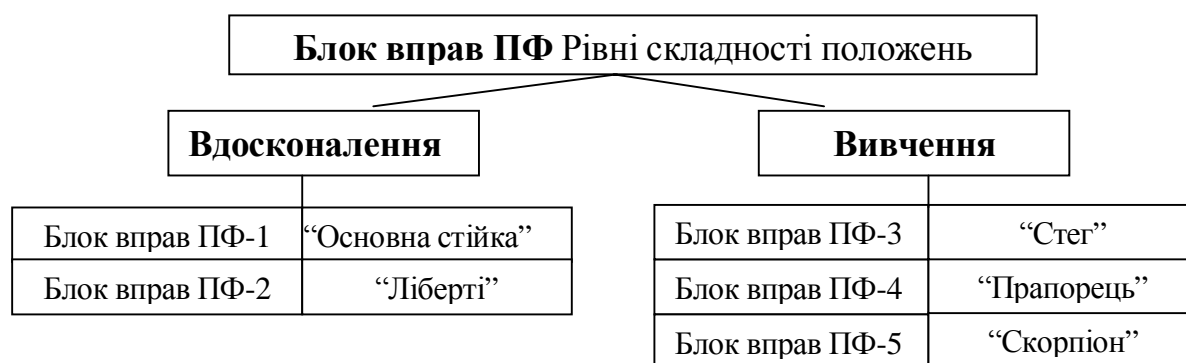 Блок вправ ПФ Рівні складності положень
Вдосконалення
Блок вправ ПФ-1 “Основна стійка”
Блок вправ ПФ-2 “Ліберті”
Вивчення
Блок вправ ПФ-3 “Стег”
Блок вправ ПФ-4 “Прапорець”
Блок вправ ПФ-5 “Скорпіон”